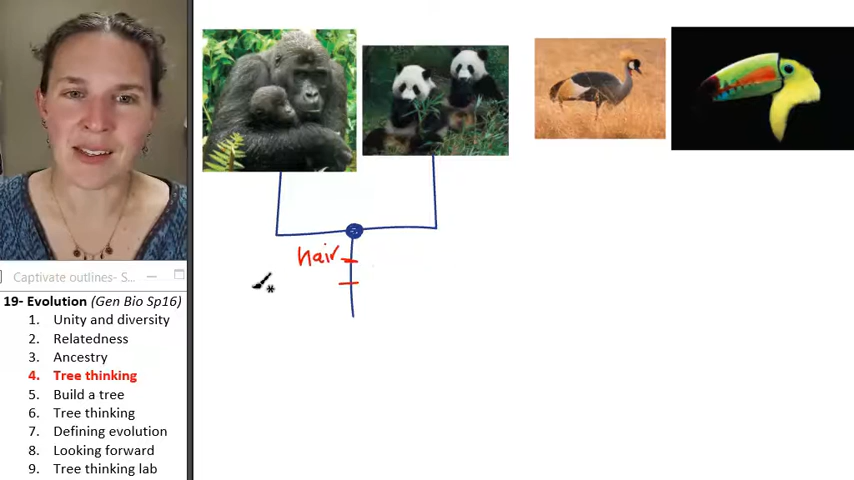 hair
Captivate outlines- S...
19- Evolution (Gen Bio Sp16)
1. Unity and diversity
2. Relatedness
3. Ancestry
4. Tree thinking
5. Build a tree
6. Tree thinking
7. Defining evolution
8. Looking forward
9. Tree thinking lab